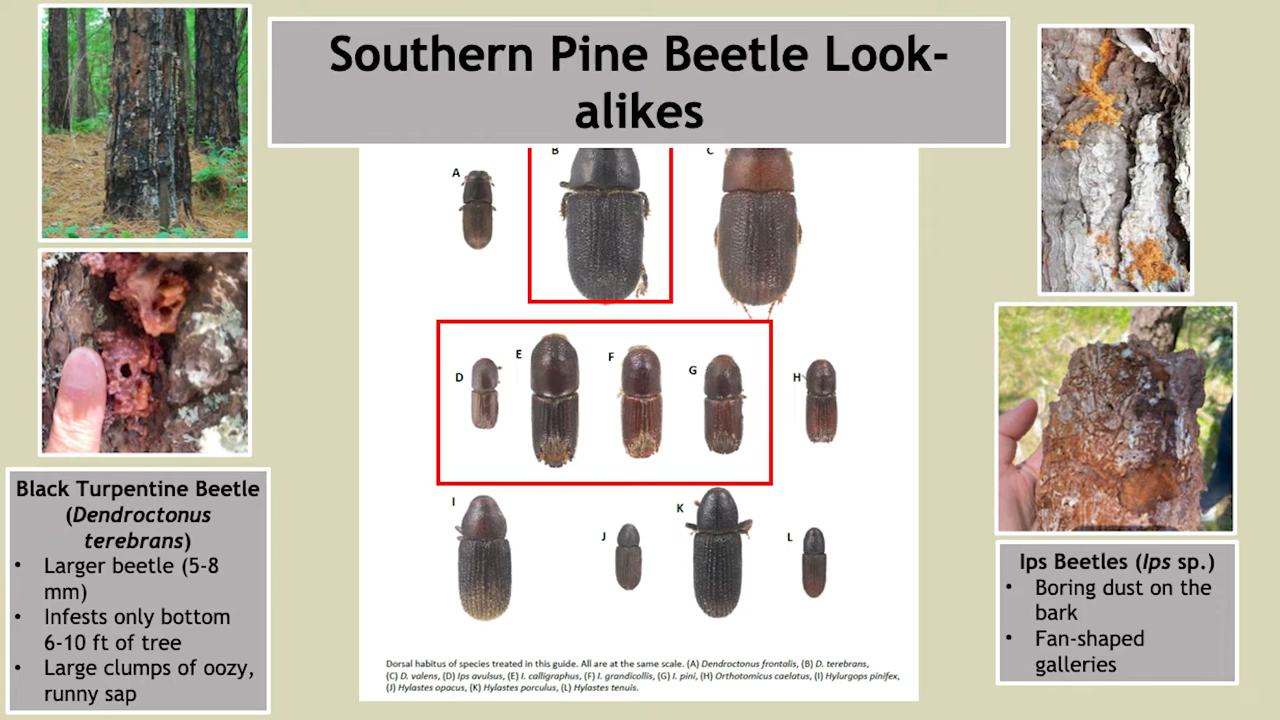 Southern Pine Beetle Look-
alikes
A
B
C
D
E
F
G
H
I
J
K
L
Dorsal habitus of species treated in this guide. All are at the same scale. (A) Dendroctonus frontalis, (B) D. terebrans,
(C) D. valens, (D) Ips avulsus, (E) I. calligraphus, (F) I. grandicollis, (G) I. pini, (H) Orthotomicus caelatus, (I) Hylurgops pinifex,
(J) Hylastes opacus, (K) Hylastes porculus, (L) Hylastes tenuis.
Black Turpentine Beetle
(Dendroctonus
terebrans)
• Larger beetle (5-8
mm)
• Infests only bottom
6-10 ft of tree
• Large clumps of oozy,
runny sap
Ips Beetles (Ips sp.)
• Boring dust on the
bark
• Fan-shaped
galleries